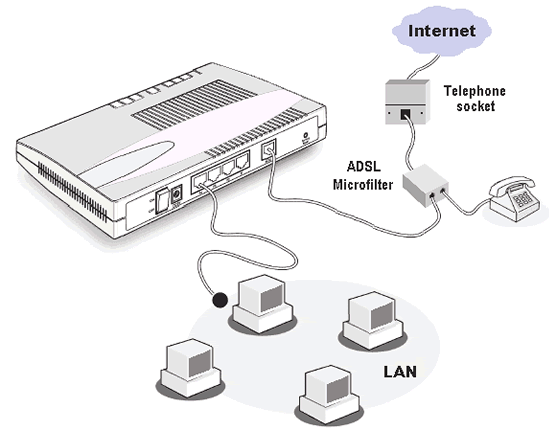 Internet
Telephone
socket
ADSL
Microfilter
LAN